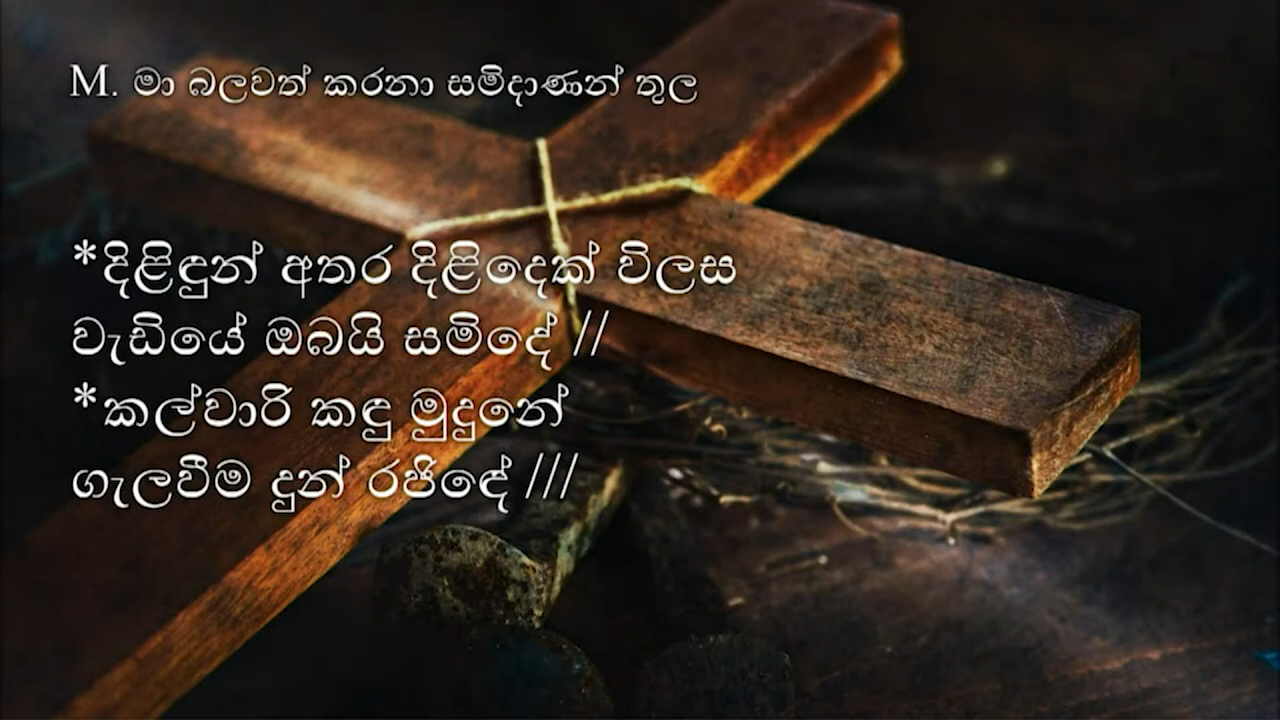 M. මා බලවත් කරනා සමිදාණන් තුල
*දිළිඳුන් අතර දිළිදෙක් විලස
වැඩියේ ඔබයි සමිදේ //
*කල්වාරි කඳු මුදුනේ
ගැලවීම දුන් රජිඳේ ///